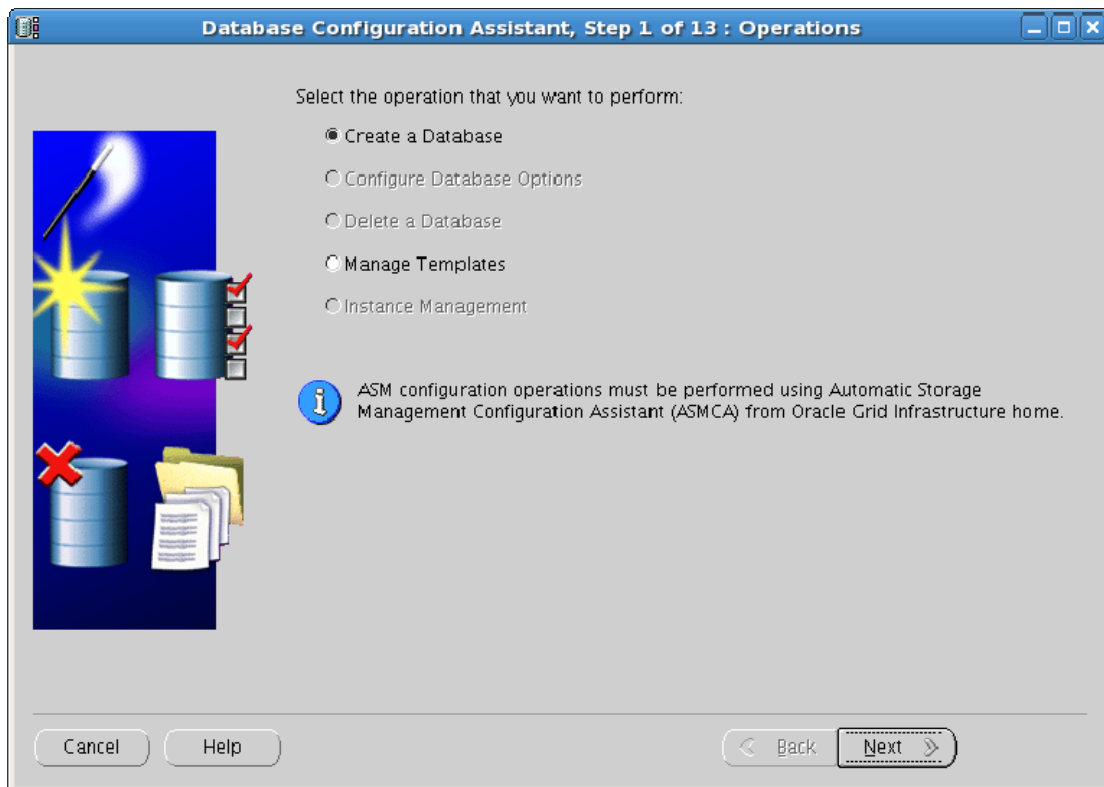 Database Configuration Assistant, Step 1 of 13 : Operations
Select the operation that you want to perform:
Create a Database
Configure Database Options
Delete a Database
Manage Templates
Instance Management
ASM configuration operations must be performed using Automatic Storage
Management Configuration Assistant (ASMCA) from Oracle Grid Infrastructure home.
Cancel
Help
Back
Next